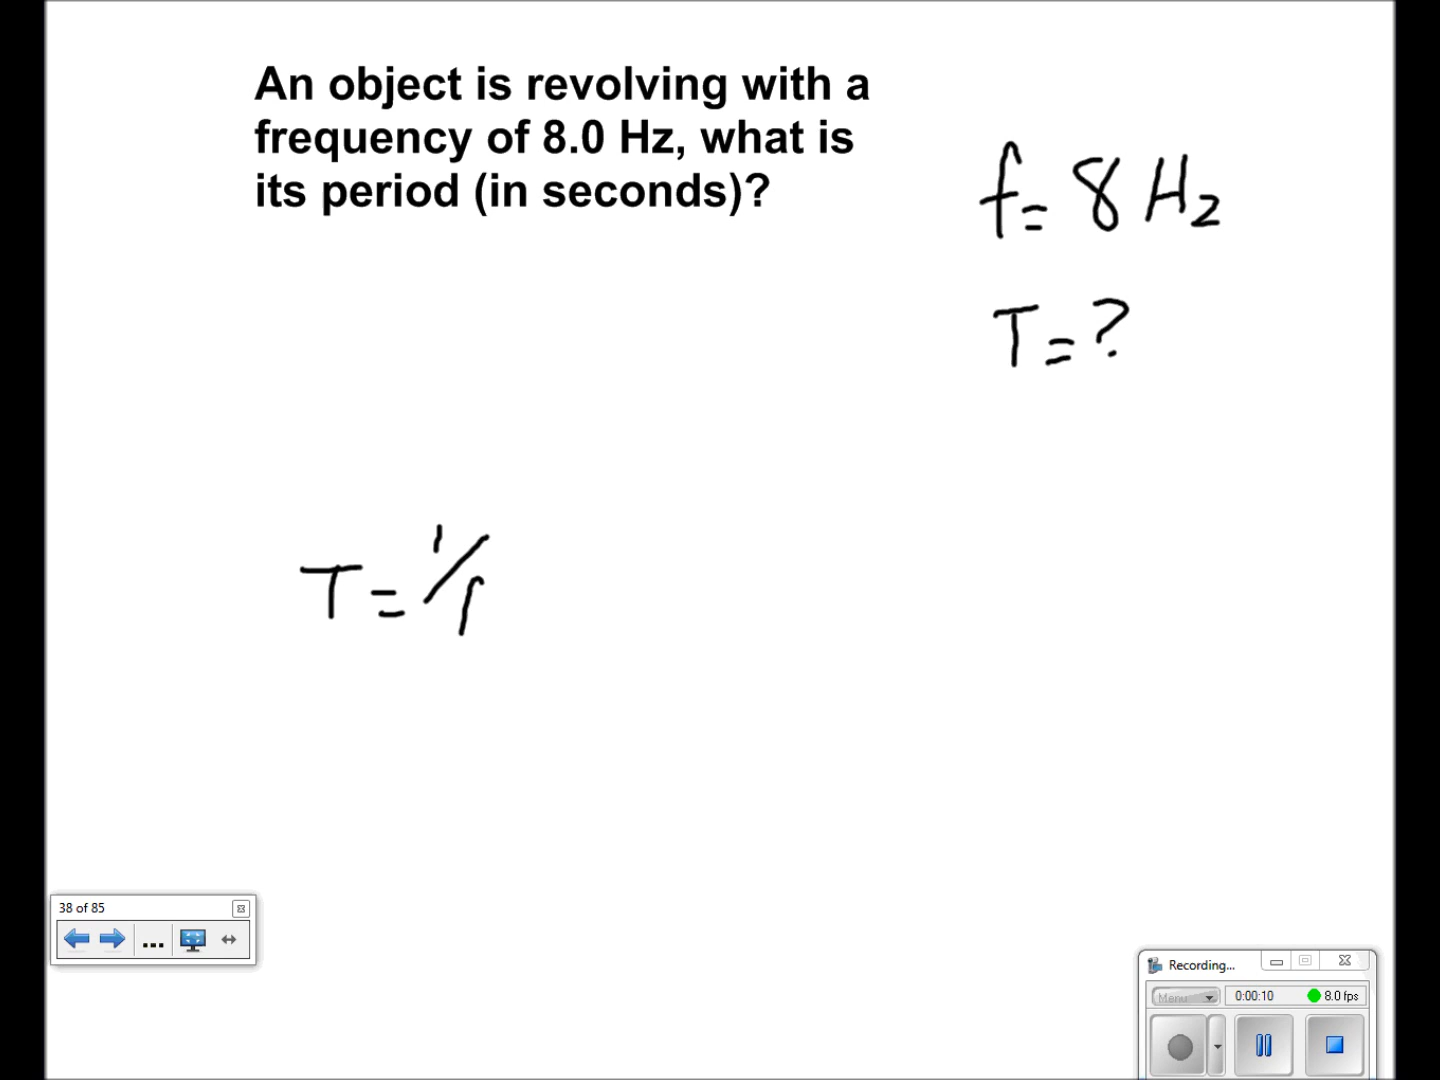 An object is revolving with a
frequency of 8.0 Hz, what is
its period (in seconds)?
f= 8 Hz
T=?
T= 1/f
38 of 85
...
Recording...
Menu
0:00:10
8.0 fps